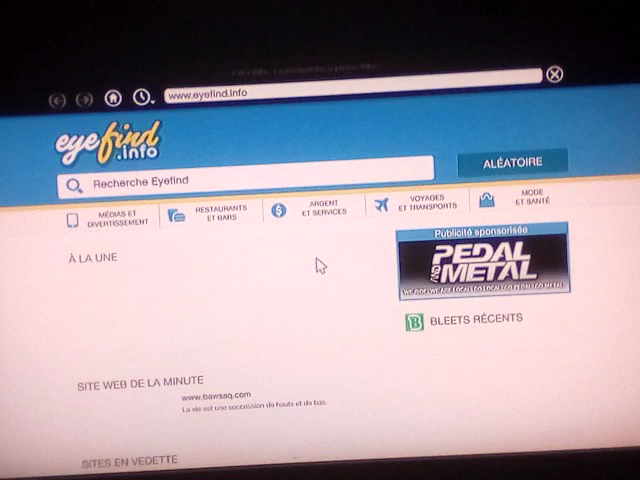 www.eyefind.info
eyefind
.info
Recherche Eyefind
ALÉATOIRE
MÉDIAS ET
DIVERTISSEMENT
RESTAURANTS
ET BARS
ARGENT
ET SERVICES
VOYAGES
ET TRANSPORTS
MODE
ET SANTÉ
À LA UNE
Publicité sponsorisée
PEDAL
AND METAL
BLEETS RÉCENTS
SITE WEB DE LA MINUTE
www.bawsaq.com
La vie est une succession de hauts et de bas.
SITES EN VEDETTE